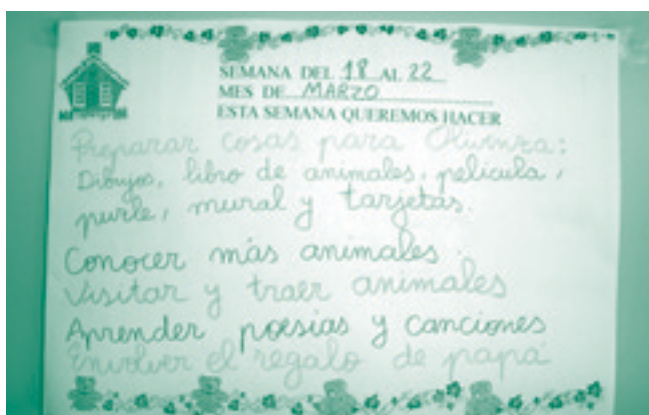 SEMANA DEL 18 AL 22
MES DE MARZO
ESTA SEMANA QUEREMOS HACER
Preparar cosas para :
Dibujos, libro de animales, película,
puzle, mural y tarjetas.
Conocer más animales.
Visitar y traer animales
Aprender poesías y canciones
Envolver el regalo de papá